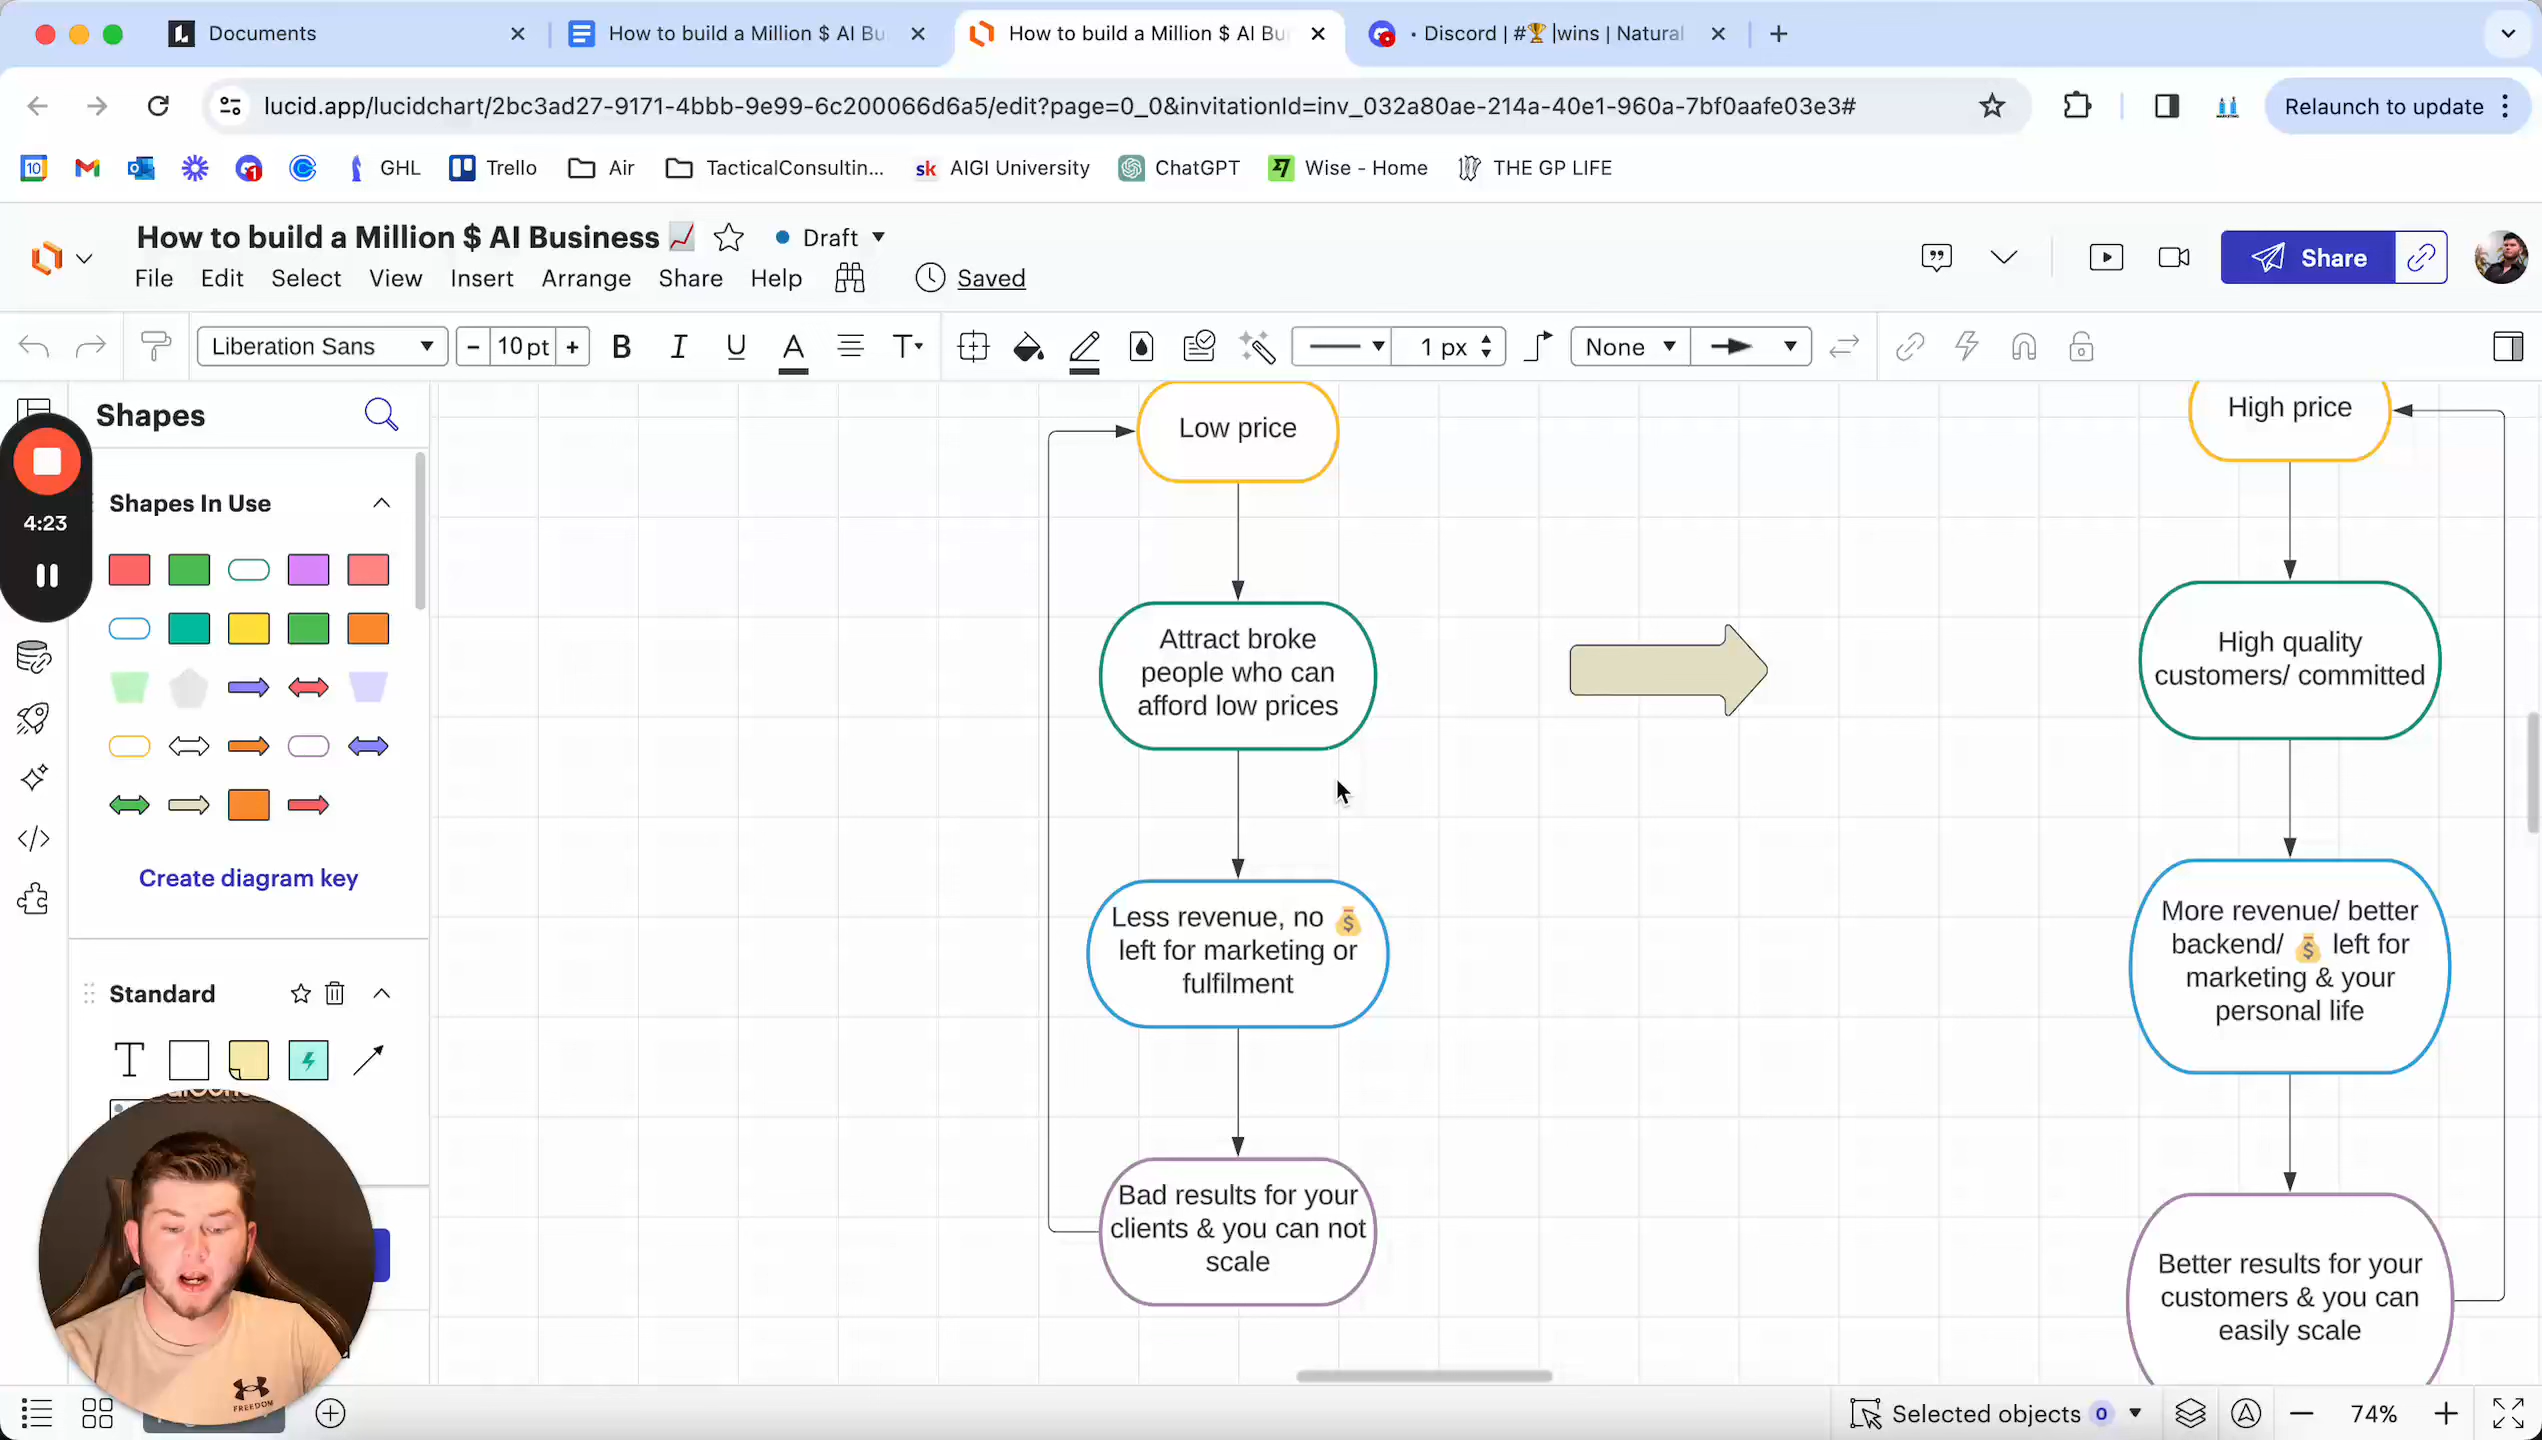 Documents
How to build a Million $ AI Bu
How to build a Million $ AI Bu
· Discord | #🏆|wins | Natural
lucid.app/lucidchart/2bc3ad27-9171-4bbb-9e99-6c200066d6a5/edit?page=0_0&invitationId=inv_032a80ae-214a-40e1-960a-7bf0aafe03e3#
Relaunch to update
10
1
GHL
Trello
Air
TacticalConsultin...
sk AIGI University
ChatGPT
Wise - Home
THE GP LIFE
How to build a Million $ AI Business 📈
Draft
File Edit Select View Insert Arrange Share Help
Saved
Share
Liberation Sans
- 10 pt +
B I U A T
1 px
None
Shapes
4:23
Shapes In Use
Create diagram key
Standard
T
Low price
Attract broke
people who can
afford low prices
Less revenue, no 💰
left for marketing or
fulfilment
Bad results for your
clients & you can not
scale
High price
High quality
customers/ committed
More revenue/ better
backend/ 💰 left for
marketing & your
personal life
Better results for your
customers & you can
easily scale
FREEDOM
Selected objects 0
74%